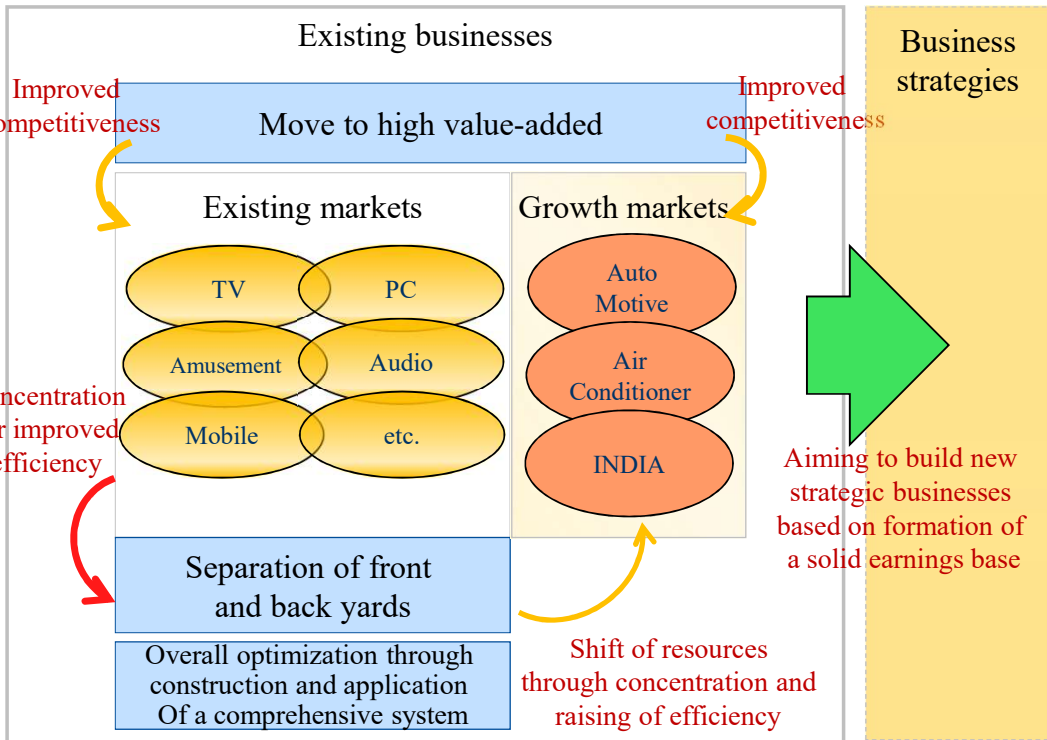 Existing businesses
Business
strategies
Improved
competitiveness
Move to high value-added
Improved
competitiveness
Existing markets
Growth markets
TV
PC
Amusement
Audio
Mobile
etc.
Auto
Motive
Air
Conditioner
INDIA
oncentration
r improved
efficiency
Aiming to build new
strategic businesses
based on formation of
a solid earnings base
Separation of front
and back yards
Overall optimization through
construction and application
Of a comprehensive system
Shift of resources
through concentration and
raising of efficiency